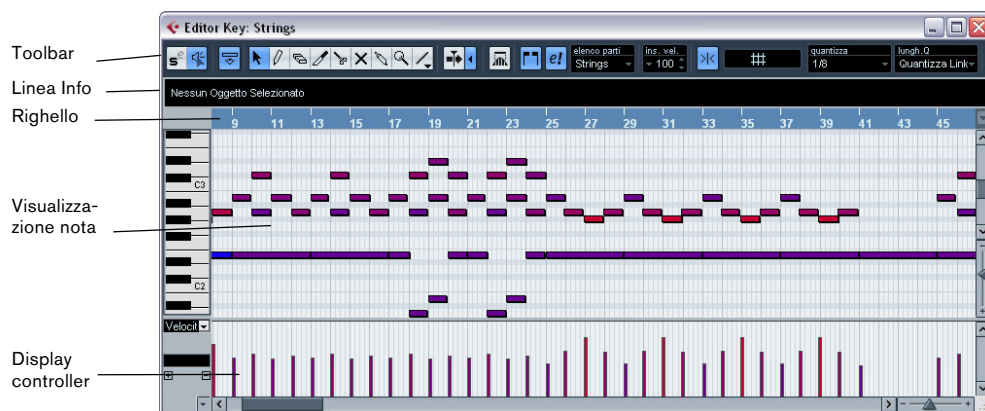 Editor Key: Strings
Toolbar
elenco parti
ins. vel.
quantizza
lungh.Q
Strings
100
1/8
Quantizza Link
Linea Info
Nessun Oggetto Selezionato
Righello
9 11 13 15 17 19 21 23 25 27 29 31 33 35 37 39 41 43 45
C3
Visualizza-
zione nota
C2
Velocit
Display
controller